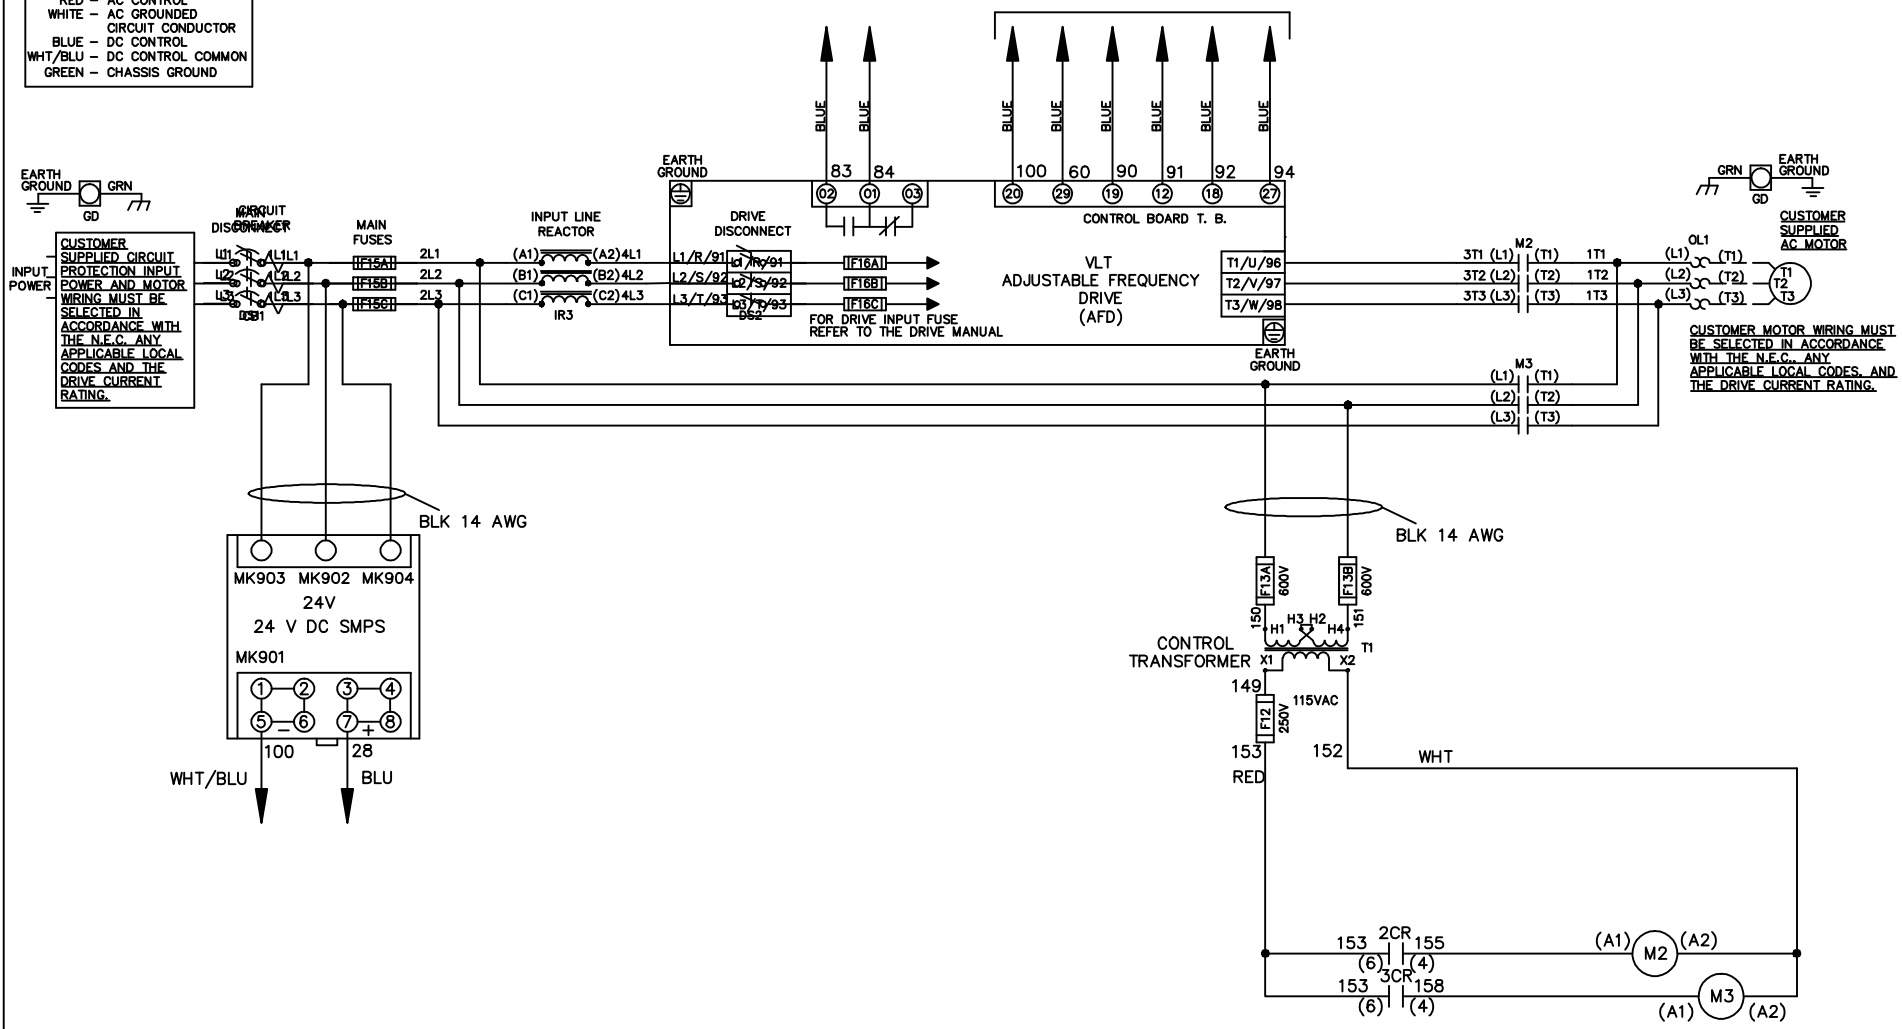 RED – AC CONTROL
WHITE – AC GROUNDED
CIRCUIT CONDUCTOR
BLUE – DC CONTROL
WHT/BLU – DC CONTROL COMMON
GREEN – CHASSIS GROUND
EARTH
GROUND
GRN
GD
INPUT
POWER
CUSTOMER
SUPPLIED CIRCUIT
PROTECTION INPUT
POWER AND MOTOR
WIRING MUST BE
SELECTED IN
ACCORDANCE WITH
THE N.E.C. ANY
APPLICABLE LOCAL
CODES AND THE
DRIVE CURRENT
RATING.
MAIN
DISCONNECT
CIRCUIT
BREAKER
CB1
MAIN
FUSES
F15A
F15B
F15C
2L1
2L2
2L3
INPUT LINE
REACTOR
(A1) (A2) 4L1
(B1) (B2) 4L2
(C1) (C2) 4L3
IR3
EARTH
GROUND
L1/R/91
L2/S/92
L3/T/93
DRIVE
DISCONNECT
DS2
F16A
F16B
F16C
FOR DRIVE INPUT FUSE
REFER TO THE DRIVE MANUAL
BLUE BLUE BLUE BLUE BLUE BLUE BLUE BLUE
83 84
02 01 03
100 60 90 91 92 94
20 29 19 12 18 27
CONTROL BOARD T. B.
VLT
ADJUSTABLE FREQUENCY
DRIVE
(AFD)
T1/U/96
T2/V/97
T3/W/98
EARTH
GROUND
M2
3T1 (L1) (T1) 1T1
3T2 (L2) (T2) 1T2
3T3 (L3) (T3) 1T3
M3
(L1) (T1)
(L2) (T2)
(L3) (T3)
OL1
(L1) (T1)
(L2) (T2)
(L3) (T3)
T1
T2
T3
GRN
GD
EARTH
GROUND
CUSTOMER
SUPPLIED
AC MOTOR
CUSTOMER MOTOR WIRING MUST
BE SELECTED IN ACCORDANCE
WITH THE N.E.C., ANY
APPLICABLE LOCAL CODES, AND
THE DRIVE CURRENT RATING.
BLK 14 AWG
MK903 MK902 MK904
24V
24 V DC SMPS
MK901
1 2 3 4
5 6 7 8
– +
100 28
WHT/BLU BLU
BLK 14 AWG
F13A 600V
F13B 600V
150 151
H1 H3 H2 H4
T1
CONTROL
TRANSFORMER
X1 X2
149
115VAC
F12 250V
153 152
RED
WHT
2CR
153 155
(6) (4)
(A1) M2 (A2)
3CR
153 158
(6) (4)
(A1) M3 (A2)